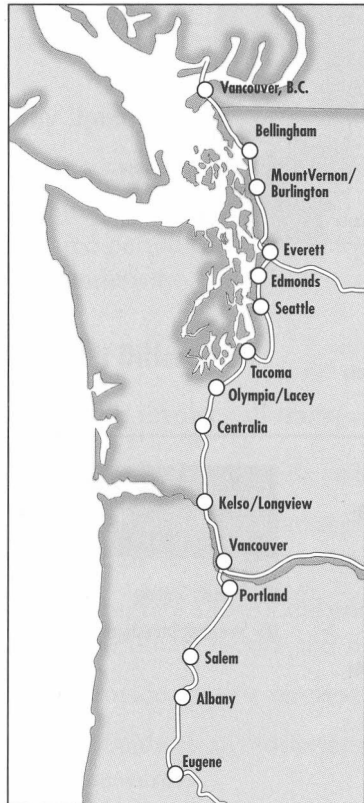 Vancouver, B.C.
Bellingham
MountVernon/
Burlington
Everett
Edmonds
Seattle
Tacoma
Olympia/Lacey
Centralia
Kelso/Longview
Vancouver
Portland
Salem
Albany
Eugene